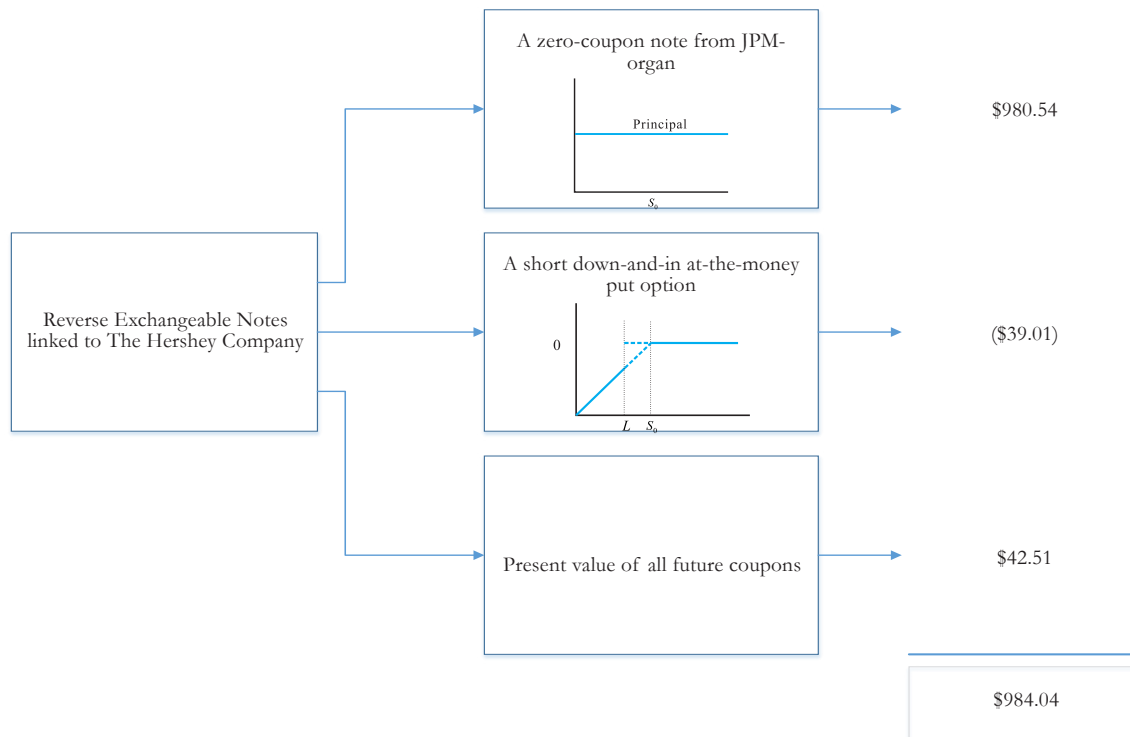 A zero-coupon note from JPM-
organ
Principal
S₀
$980.54
Reverse Exchangeable Notes
linked to The Hershey Company
A short down-and-in at-the-money
put option
0
L S₀
($39.01)
Present value of all future coupons
$42.51
$984.04